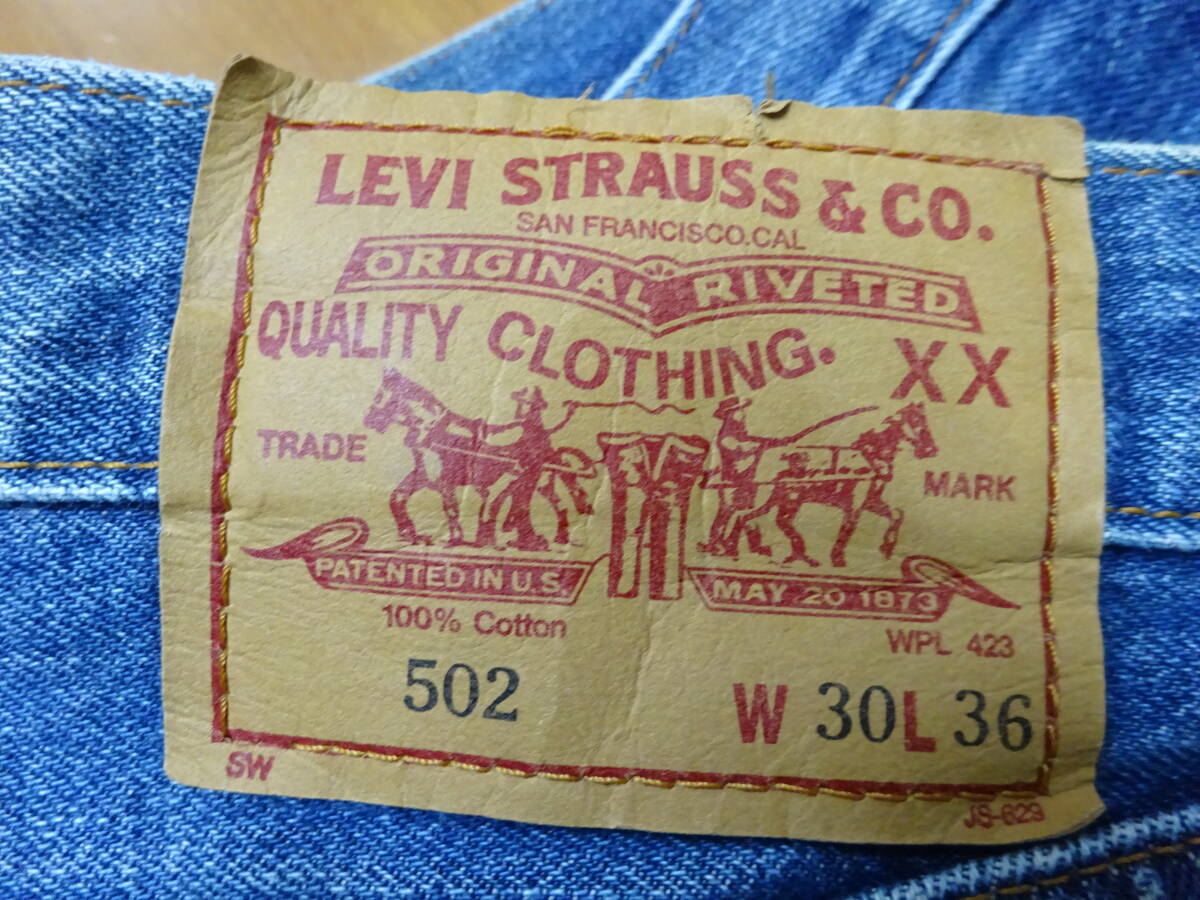 LEVI STRAUSS & CO.
SAN FRANCISCO.CAL
ORIGINAL RIVETED
QUALITY CLOTHING. XX
TRADE MARK
PATENTED IN U.S. MAY 20 1873
100% Cotton WPL 423
502 W 30 L 36
SW JS-629